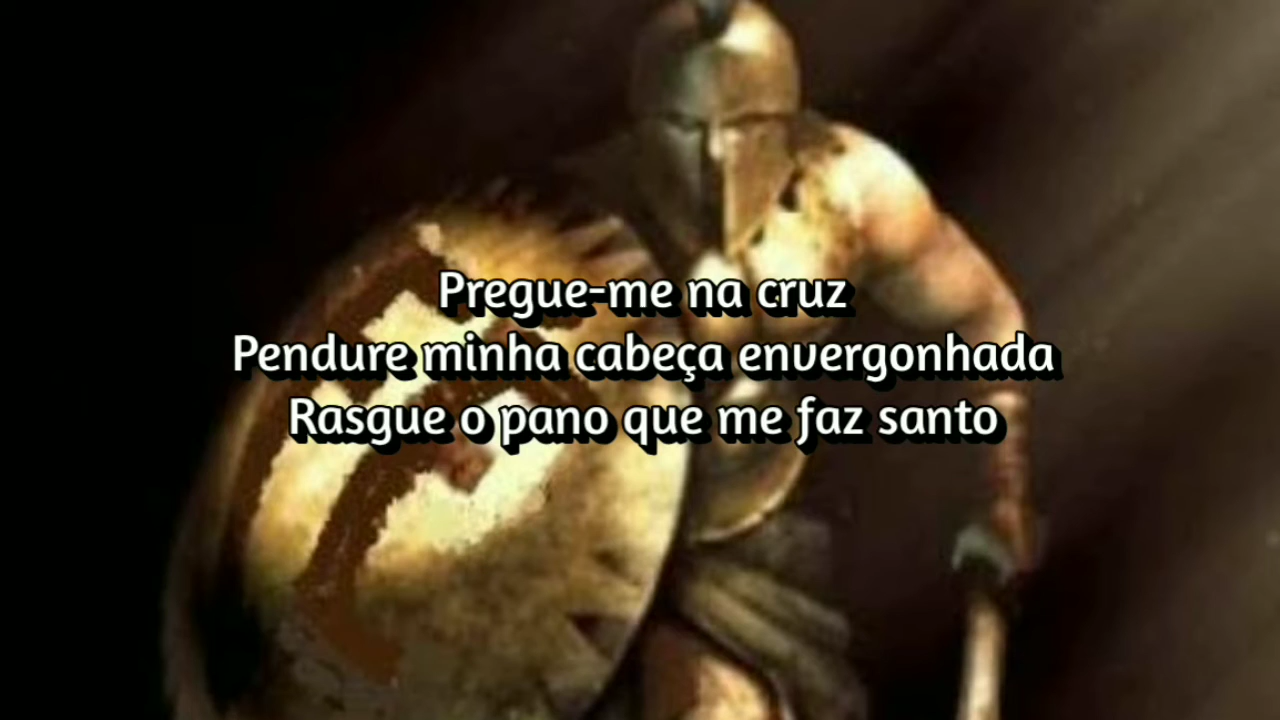 Pregue-me na cruz
Pendure minha cabeça envergonhada
Rasgue o pano que me faz santo